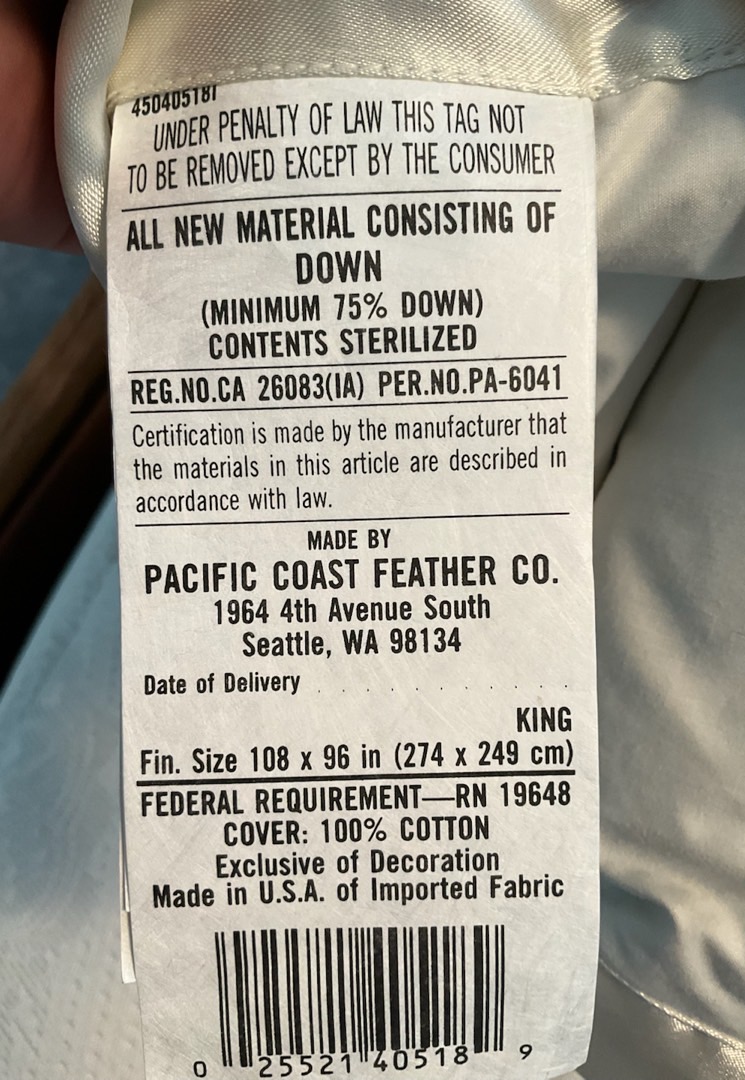 45040518T
UNDER PENALTY OF LAW THIS TAG NOT
TO BE REMOVED EXCEPT BY THE CONSUMER
ALL NEW MATERIAL CONSISTING OF
DOWN
(MINIMUM 75% DOWN)
CONTENTS STERILIZED
REG.NO.CA 26083(IA) PER.NO.PA-6041
Certification is made by the manufacturer that
the materials in this article are described in
accordance with law.
MADE BY
PACIFIC COAST FEATHER CO.
1964 4th Avenue South
Seattle, WA 98134
Date of Delivery . . . . . . . . . . .
KING
Fin. Size 108 x 96 in (274 x 249 cm)
FEDERAL REQUIREMENT—RN 19648
COVER: 100% COTTON
Exclusive of Decoration
Made in U.S.A. of Imported Fabric
0 25521 40518 9